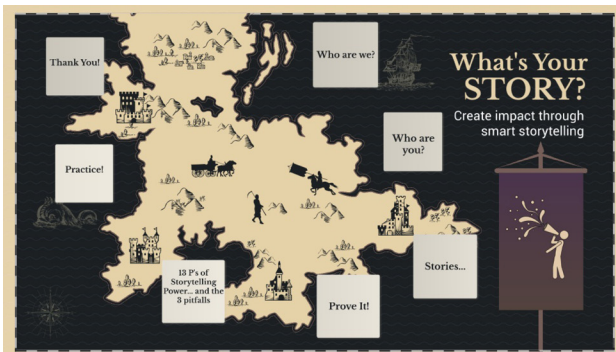 What's Your
STORY?
Create impact through
smart storytelling
Who are we?
Who are
you?
Stories...
Prove It!
13 P's of
Storytelling
Power... and the
3 pitfalls
Practice!
Thank You!